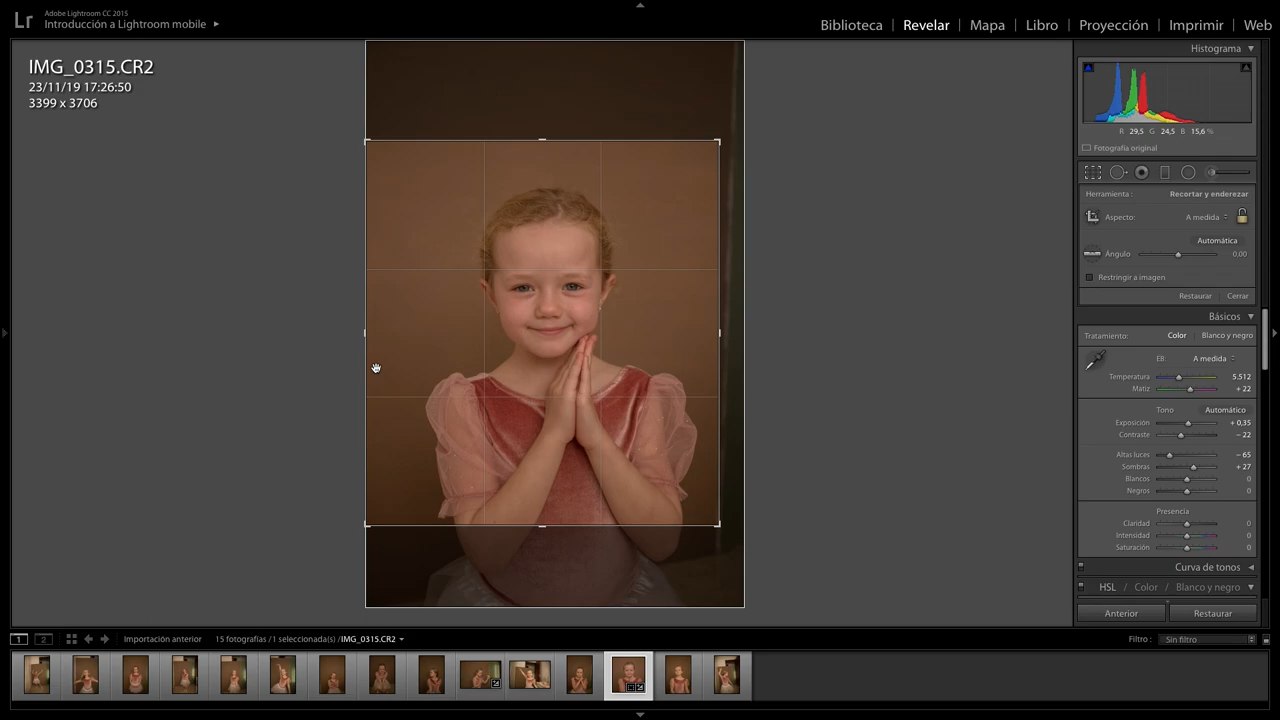 Lr
Adobe Lightroom CC 2015
Introducción a Lightroom mobile
Biblioteca | Revelar | Mapa | Libro | Proyección | Imprimir | Web
IMG_0315.CR2
23/11/19 17:26:50
3399 x 3706
Histograma
R 29,5 G 24,5 B 15,6 %
Fotografía original
Herramienta : Recortar y enderezar
Aspecto: A medida
Automática
Ángulo 0,00
Restringir a imagen
Restaurar Cerrar
Básicos
Tratamiento: Color Blanco y negro
EB: A medida
Temperatura 5.512
Matiz + 22
Tono Automático
Exposición + 0,35
Contraste − 22
Altas luces − 65
Sombras + 27
Blancos 0
Negros 0
Presencia
Claridad 0
Intensidad 0
Saturación 0
Curva de tonos
HSL / Color / Blanco y negro
Anterior Restaurar
1 2 Importación anterior 15 fotografías /1 seleccionada(s) /IMG_0315.CR2 Filtro : Sin filtro